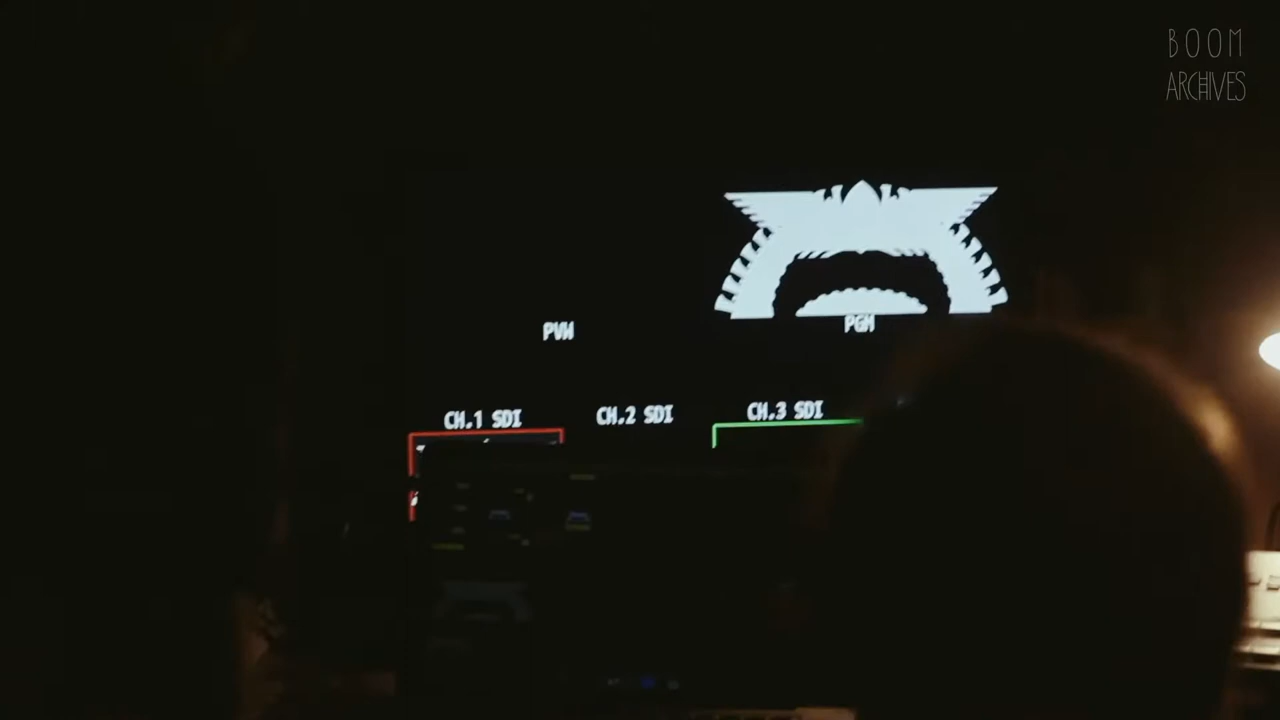 BOOM
ARCHIVES
PVW
PGM
CH.1 SDI
CH.2 SDI
CH.3 SDI